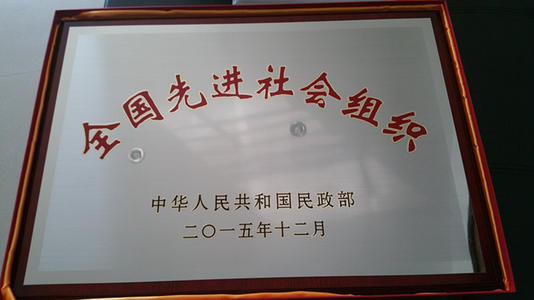 全国先进社会组织
中华人民共和国民政部
二〇一五年十二月